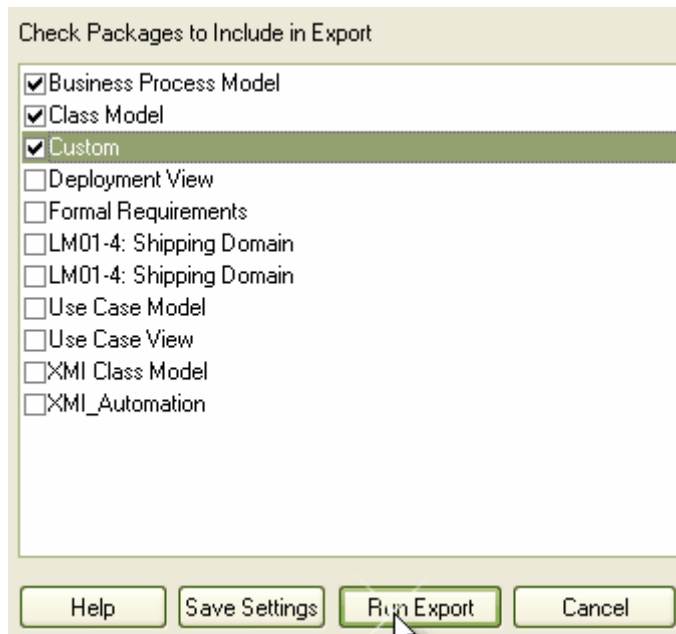 Check Packages to Include in Export
Business Process Model
Class Model
Custom
Deployment View
Formal Requirements
LM01-4: Shipping Domain
LM01-4: Shipping Domain
Use Case Model
Use Case View
XMI Class Model
XMI_Automation
Help Save Settings Run Export Cancel